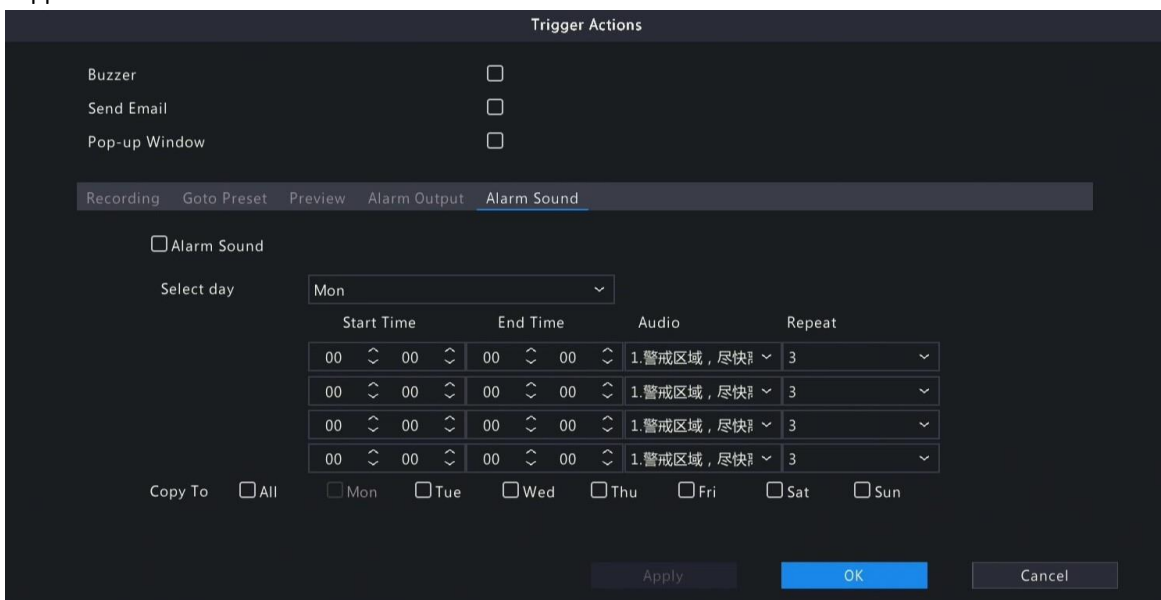 Trigger Actions
Buzzer
Send Email
Pop-up Window
Recording Goto Preset Preview Alarm Output Alarm Sound
Alarm Sound
Select day Mon
Start Time End Time Audio Repeat
00 00 00 00 1.警戒区域，尽快 3
00 00 00 00 1.警戒区域，尽快 3
00 00 00 00 1.警戒区域，尽快 3
00 00 00 00 1.警戒区域，尽快 3
Copy To All Mon Tue Wed Thu Fri Sat Sun
Apply OK Cancel